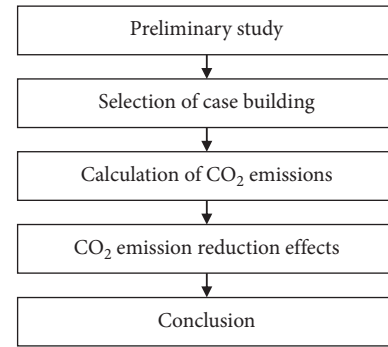 Preliminary study
Selection of case building
Calculation of CO₂ emissions
CO₂ emission reduction effects
Conclusion